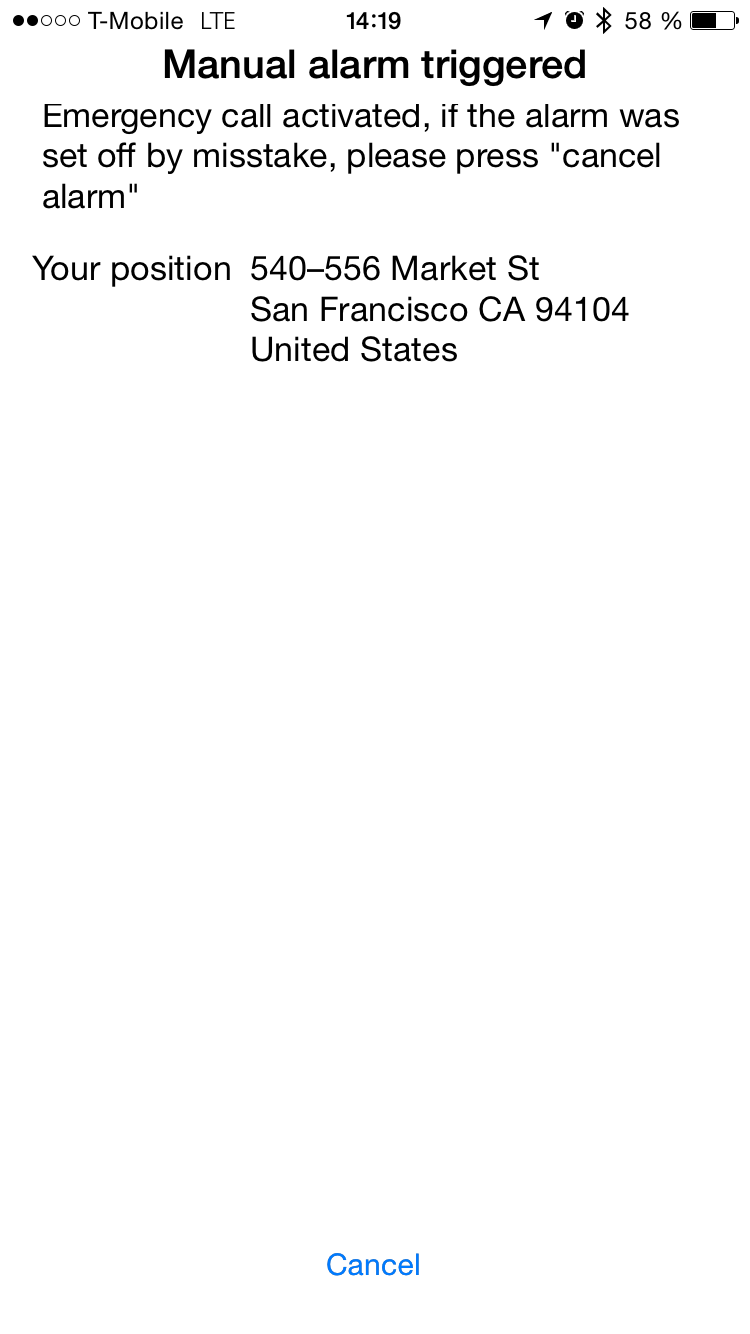 T-Mobile LTE 14:19 58 %
Manual alarm triggered
Emergency call activated, if the alarm was
set off by misstake, please press "cancel
alarm"
Your position 540–556 Market St
San Francisco CA 94104
United States
Cancel